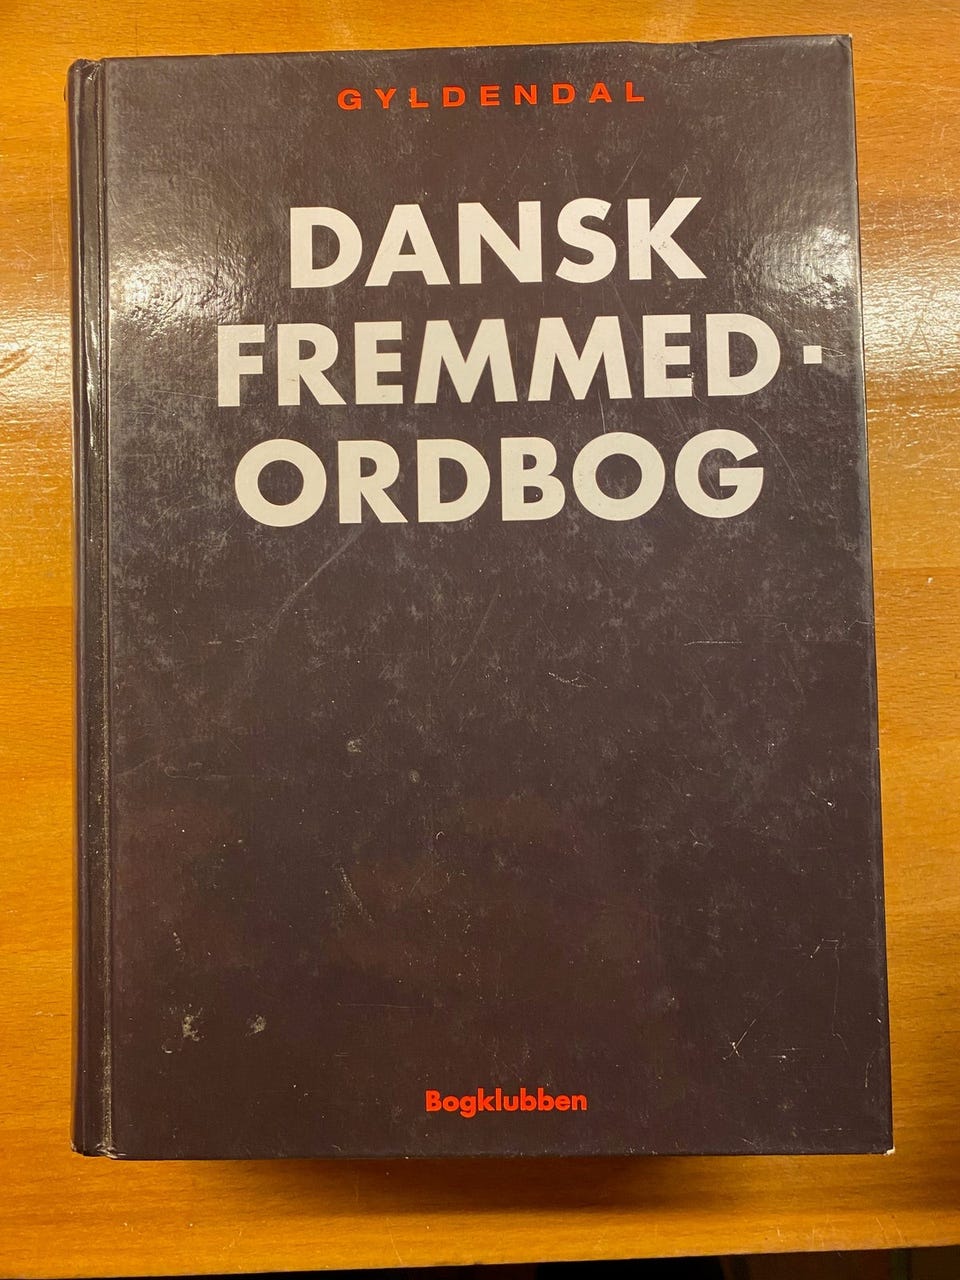 GYLDENDAL
DANSK
FREMMED-
ORDBOG
Bogklubben